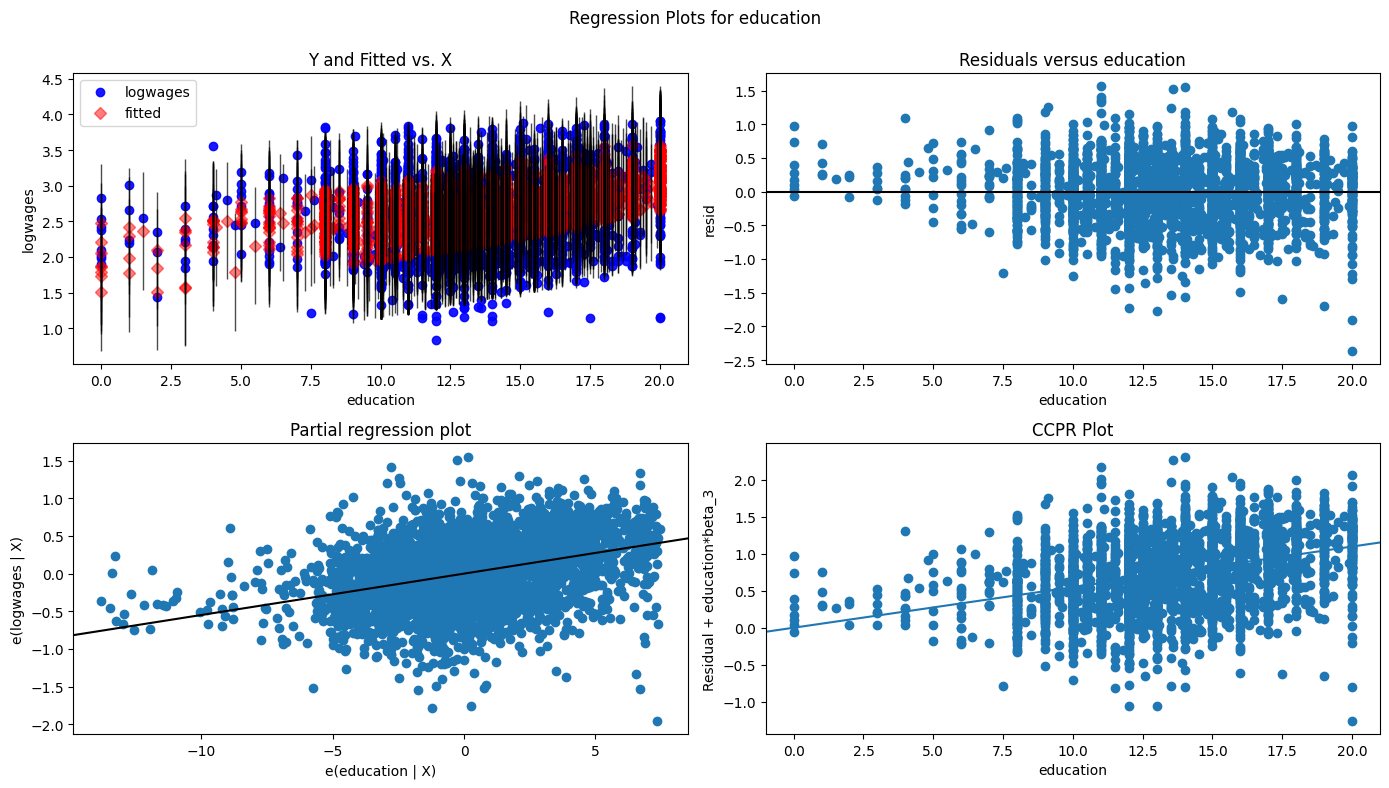 Regression Plots for education
Y and Fitted vs. X
logwages
fitted
4.5
4.0
3.5
3.0
2.5
2.0
1.5
1.0
logwages
0.0 2.5 5.0 7.5 10.0 12.5 15.0 17.5 20.0
education
Residuals versus education
1.5
1.0
0.5
0.0
−0.5
−1.0
−1.5
−2.0
−2.5
resid
0.0 2.5 5.0 7.5 10.0 12.5 15.0 17.5 20.0
education
Partial regression plot
1.5
1.0
0.5
0.0
−0.5
−1.0
−1.5
−2.0
e(logwages | X)
−10 −5 0 5
e(education | X)
CCPR Plot
2.0
1.5
1.0
0.5
0.0
−0.5
−1.0
Residual + education*beta_3
0.0 2.5 5.0 7.5 10.0 12.5 15.0 17.5 20.0
education